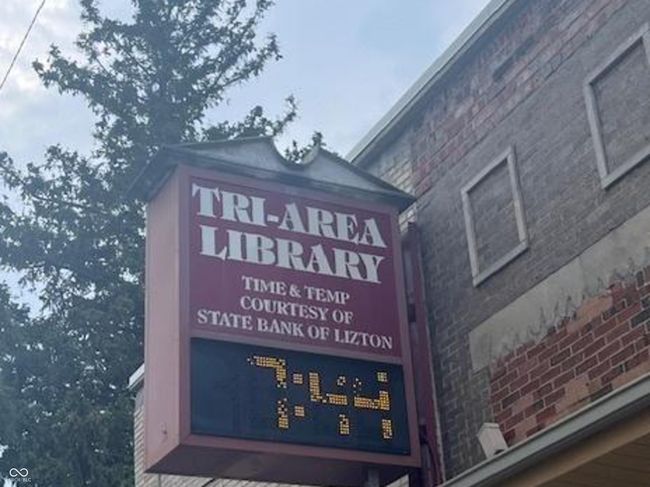 TRI-AREA
LIBRARY
TIME & TEMP
COURTESY OF
STATE BANK OF LIZTON